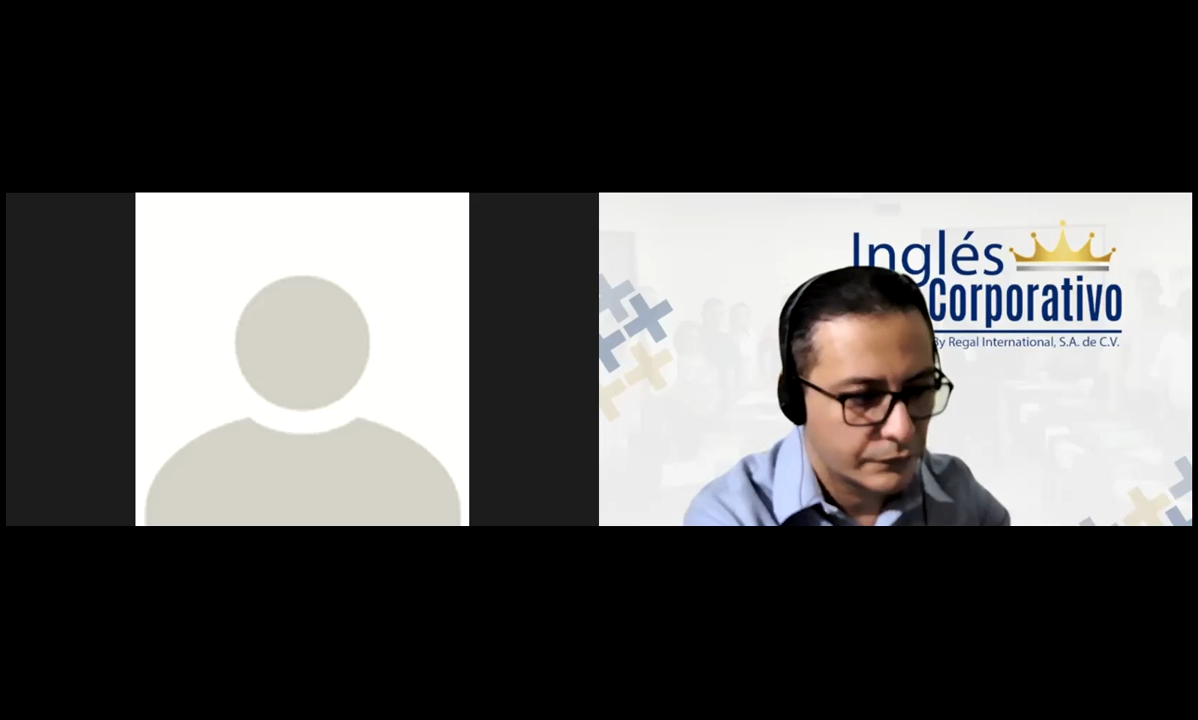 Inglés
Corporativo
By Regal International, S.A. de C.V.